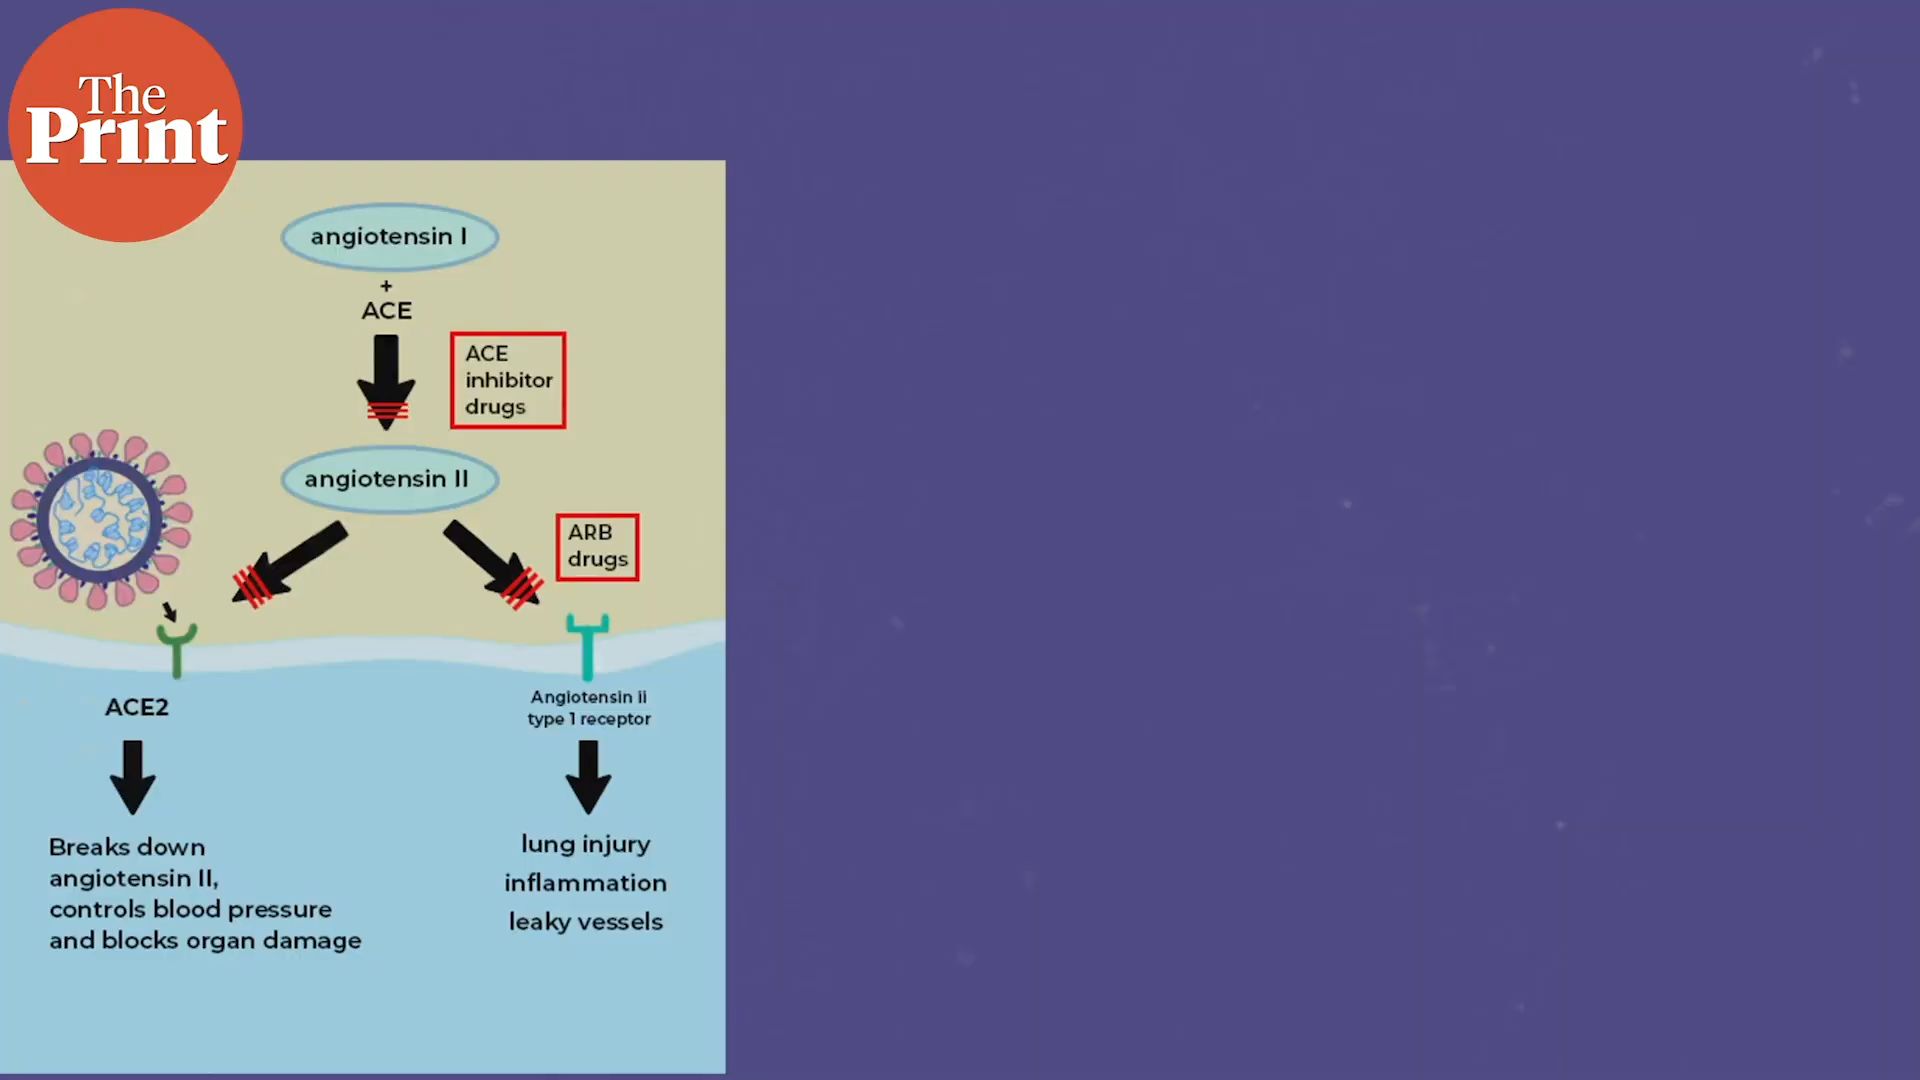 The
Print
angiotensin I
+
ACE
ACE
inhibitor
drugs
angiotensin II
ARB
drugs
ACE2
Angiotensin ii
type 1 receptor
Breaks down
angiotensin II,
controls blood pressure
and blocks organ damage
lung injury
inflammation
leaky vessels